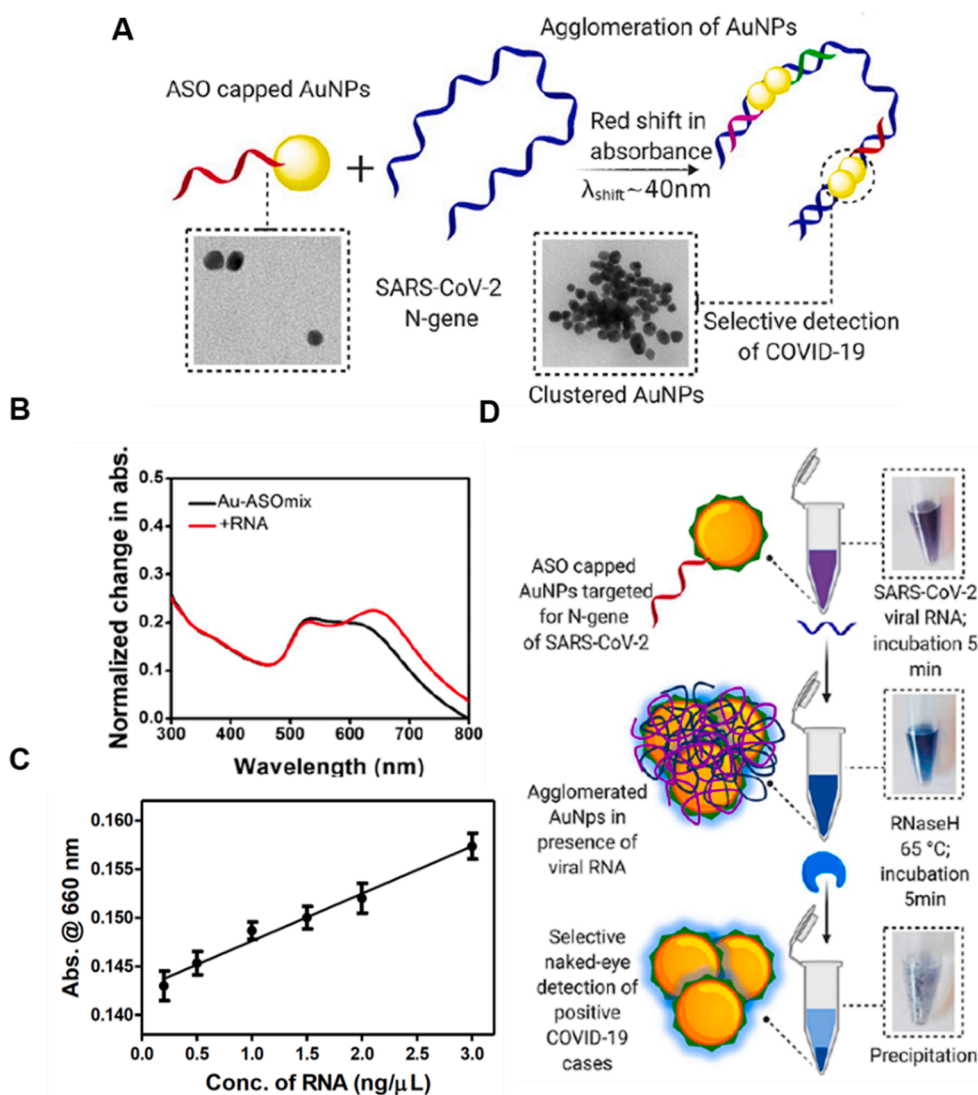 A
Agglomeration of AuNPs
ASO capped AuNPs
+
Red shift in
absorbance
λshift~40nm
SARS-CoV-2
N-gene
Selective detection
of COVID-19
Clustered AuNPs
B
Normalized change in abs.
0.5
0.4
0.3
0.2
0.1
0.0
Au-ASOmix
+RNA
300 400 500 600 700 800
Wavelength (nm)
C
Abs. @ 660 nm
0.160
0.155
0.150
0.145
0.140
0.0 0.5 1.0 1.5 2.0 2.5 3.0
Conc. of RNA (ng/µL)
D
ASO capped
AuNPs targeted
for N-gene
of SARS-CoV-2
SARS-CoV-2
viral RNA;
incubation 5
min
Agglomerated
AuNps in
presence of
viral RNA
RNaseH
65 °C;
incubation
5min
Selective
naked-eye
detection of
positive
COVID-19
cases
Precipitation